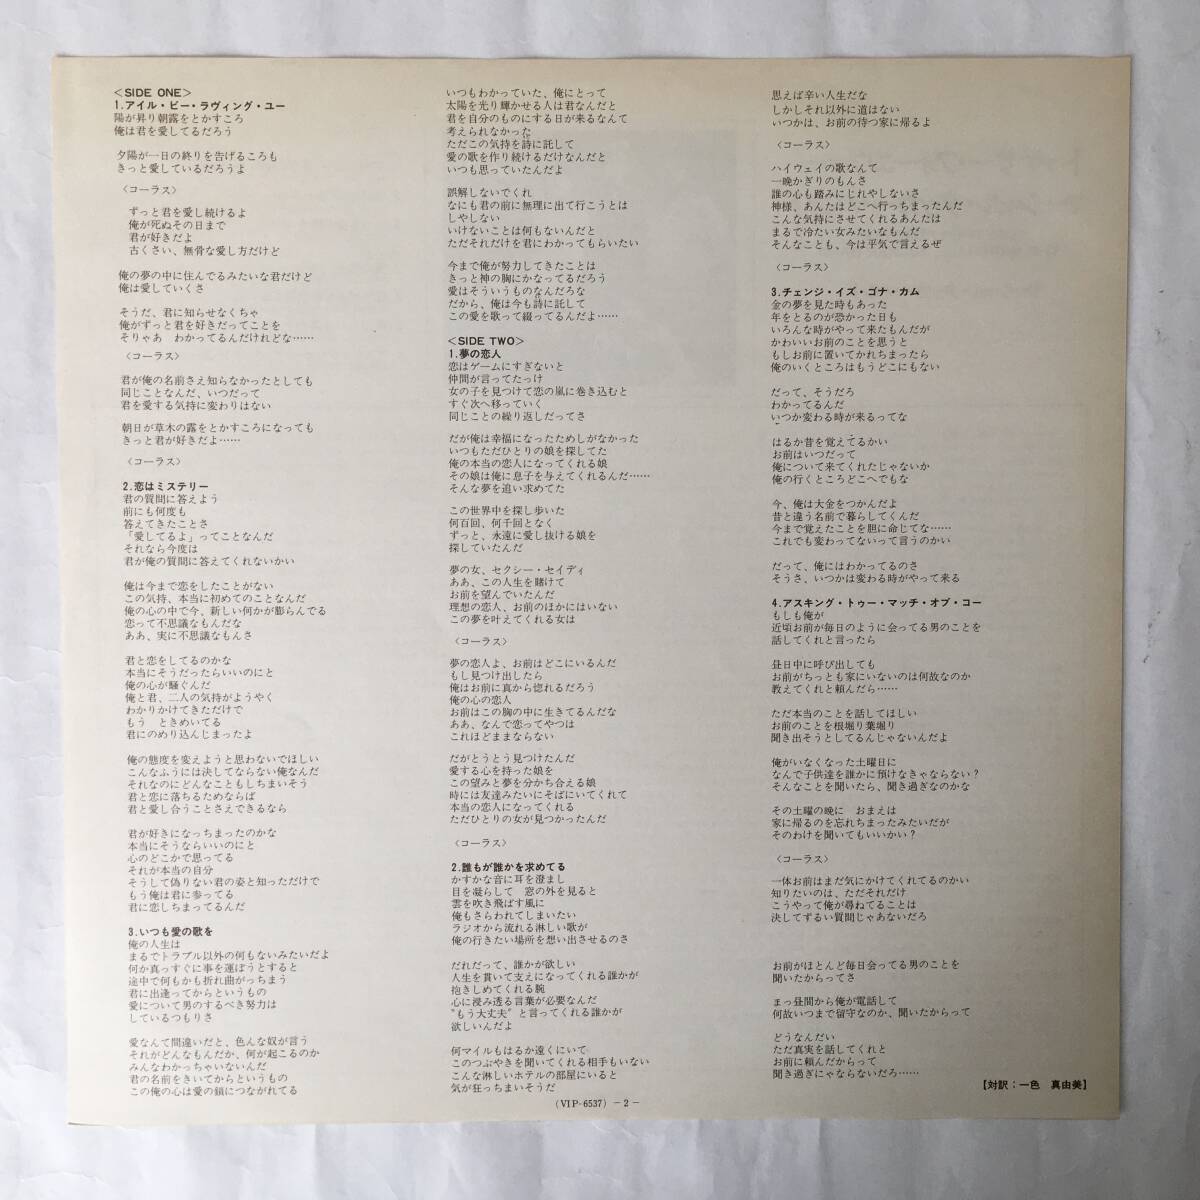 〈SIDE ONE〉
1.アイル・ビー・ラヴィング・ユー
陽が昇り朝露をとかすころ
俺は君を愛してるだろう
夕陽が一日の終りを告げるころも
きっと愛しているだろうよ
〈コーラス〉
ずっと君を愛し続けるよ
俺が死ぬその日まで
君が好きだよ
古くさい、無骨な愛し方だけど
俺の夢の中に住んでるみたいな君だけど
俺は愛していくさ
そうだ、君に知らせなくちゃ
俺がずっと君を好きだってことを
そりゃあ　わかってるんだけれどな……
〈コーラス〉
君が俺の名前さえ知らなかったとしても
同じことなんだ、いつだって
君を愛する気持に変わりはない
朝日が草木の露をとかすころになっても
きっと君が好きだよ……
〈コーラス〉
2.恋はミステリー
君の質問に答えよう
前にも何度も
答えてきたことさ
「愛してるよ」ってことなんだ
それなら今度は
君が俺の質問に答えてくれないかい
俺は今まで恋をしたことがない
この気持、本当に初めてのことなんだ
俺の心の中で今、新しい何かが膨らんでる
恋って不思議なもんだな
ああ、実に不思議なもんさ
君と恋をしてるのかな
本当にそうだったらいいのにと
俺の心が騒ぐんだ
俺と君、二人の気持がようやく
わかりかけてきただけで
もう　ときめいてる
君にのめり込んじまったよ
俺の態度を変えようと思わないでほしい
こんなふうには決してならない俺なんだ
それなのにどんなこともしちまいそう
君と恋に落ちるためならば
君と愛し合うことさえできるなら
君が好きになっちまったのかな
本当にそうならいいのにと
心のどこかで思ってる
それが本当の自分
そうして偽りない君の姿と知っただけで
もう俺は君に参ってる
君に恋しちまってるんだ
3.いつも愛の歌を
俺の人生は
まるでトラブル以外の何もないみたいだよ
何か真っすぐに事を運ぼうとすると
途中で何もかも折れ曲がっちまう
君に出逢ってからというもの
愛について男のするべき努力は
しているつもりさ
愛なんて間違いだと、色んな奴が言う
それがどんなもんだか、何が起こるのか
みんなわかっちゃいないんだ
君の名前をきいてからというもの
この俺の心は愛の鎖につながれてる
いつもわかっていた、俺にとって
太陽を光り輝かせる人は君なんだと
君を自分のものにする日が来るなんて
考えられなかった
ただこの気持を詩に託して
愛の歌を作り続けるだけなんだと
いつも思っていたんだよ
誤解しないでくれ
なにも君の前に無理に出て行こうとは
しやしない
いけないことは何もないんだと
ただそれだけを君にわかってもらいたい
今まで俺が努力してきたことは
きっと神の胸にかなってるだろう
愛はそういうものなんだろな
だから、俺は今も詩に託して
この愛を歌って綴ってるんだよ……
〈SIDE TWO〉
1.夢の恋人
恋はゲームにすぎないと
仲間が言ってたっけ
女の子を見つけて恋の嵐に巻き込むと
すぐ次へ移っていく
同じことの繰り返しだってさ
だが俺は幸福になったためしがなかった
いつもただひとりの娘を探してた
俺の本当の恋人になってくれる娘
その娘は俺に息子を与えてくれるんだ……
そんな夢を追い求めてた
この世界中を探し歩いた
何百回、何千回となく
ずっと、永遠に愛し抜ける娘を
探していたんだ
夢の女、セクシー・セイディ
ああ、この人生を賭けて
お前を望んでいたんだ
理想の恋人、お前のほかにはいない
この夢を叶えてくれる女は
〈コーラス〉
夢の恋人よ、お前はどこにいるんだ
もし見つけ出したら
俺はお前に真から惚れるだろう
俺の心の恋人
お前はこの胸の中に生きてるんだな
ああ、なんで恋ってやつは
これほどままならない
だがとうとう見つけたんだ
愛する心を持った娘を
この望みと夢を分かち合える娘
時には友達みたいにそばにいてくれて
本当の恋人になってくれる
ただひとりの女が見つかったんだ
〈コーラス〉
2.誰もが誰かを求めてる
かすかな音に耳を澄まし
目を凝らして　窓の外を見ると
雲を吹き飛ばす風に
俺もさらわれてしまいたい
ラジオから流れる淋しい歌が
俺の行きたい場所を想い出させるのさ
だれだって、誰かが欲しい
人生を貫いて支えになってくれる誰かが
抱きしめてくれる腕
心に浸み透る言葉が必要なんだ
“もう大丈夫”と言ってくれる誰かが
欲しいんだよ
何マイルもはるか遠くにいて
このつぶやきを聞いてくれる相手もいない
こんな淋しいホテルの部屋にいると
気が狂っちまいそうだ
思えば辛い人生だな
しかしそれ以外に道はない
いつかは、お前の待つ家に帰るよ
〈コーラス〉
ハイウェイの歌なんて
一晩かぎりのもんさ
誰の心も踏みにじれやしないさ
神様、あんたはどこへ行っちまったんだ
こんな気持にさせてくれるあんたは
まるで冷たい女みたいなもんだ
そんなことも、今は平気で言えるぜ
〈コーラス〉
3.チェンジ・イズ・ゴナ・カム
金の夢を見た時もあった
年をとるのが恐かった日も
いろんな時がやって来たもんだが
かわいいお前のことを思うと
もしお前に置いてかれちまったら
俺のいくところはもうどこにもない
だって、そうだろ
わかってるんだ
いつか変わる時が来るってな
はるか昔を覚えてるかい
お前はいつだって
俺について来てくれたじゃないか
俺の行くところどこへでもな
今、俺は大金をつかんだよ
昔と違う名前で暮らしてくんだ
今まで覚えたことを胆に命じてな……
これでも変わってないって言うのかい
だって、俺にはわかってるのさ
そうさ、いつかは変わる時がやって来る
4.アスキング・トゥー・マッチ・オブ・ユー
もしも俺が
近頃お前が毎日のように会ってる男のことを
話してくれと言ったら
昼日中に呼び出しても
お前がちっとも家にいないのは何故なのか
教えてくれと頼んだら……
ただ本当のことを話してほしい
お前のことを根堀り葉堀り
聞き出そうとしてるんじゃないんだよ
俺がいなくなった土曜日に
なんで子供達を誰かに預けなきゃならない?
そんなことを聞いたら、聞き過ぎなのかな
その土曜の晩に　おまえは
家に帰るのを忘れちまったみたいだが
そのわけを聞いてもいいかい?
〈コーラス〉
一体お前はまだ気にかけてくれてるのかい
知りたいのは、ただそれだけ
こうやって俺が尋ねてることは
決してずるい質問じゃあないだろ
お前がほとんど毎日会ってる男のことを
聞いたからってさ
まっ昼間から俺が電話して
何故いつまで留守なのか、聞いたからって
どうなんだい
ただ真実を話してくれと
お前に頼んだからって
聞き過ぎにゃならないだろ……
【対訳：一色　真由美】
(VIP-6537) －2－